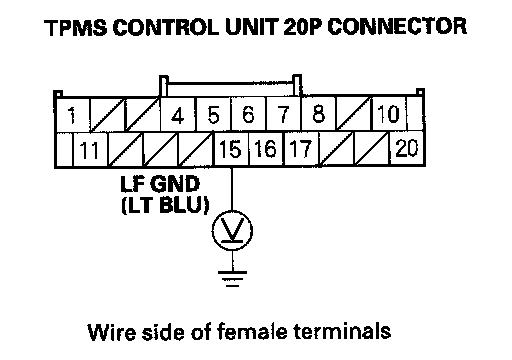 TPMS CONTROL UNIT 20P CONNECTOR
1 4 5 6 7 8 10
11 15 16 17 20
LF GND
(LT BLU)
V
Wire side of female terminals